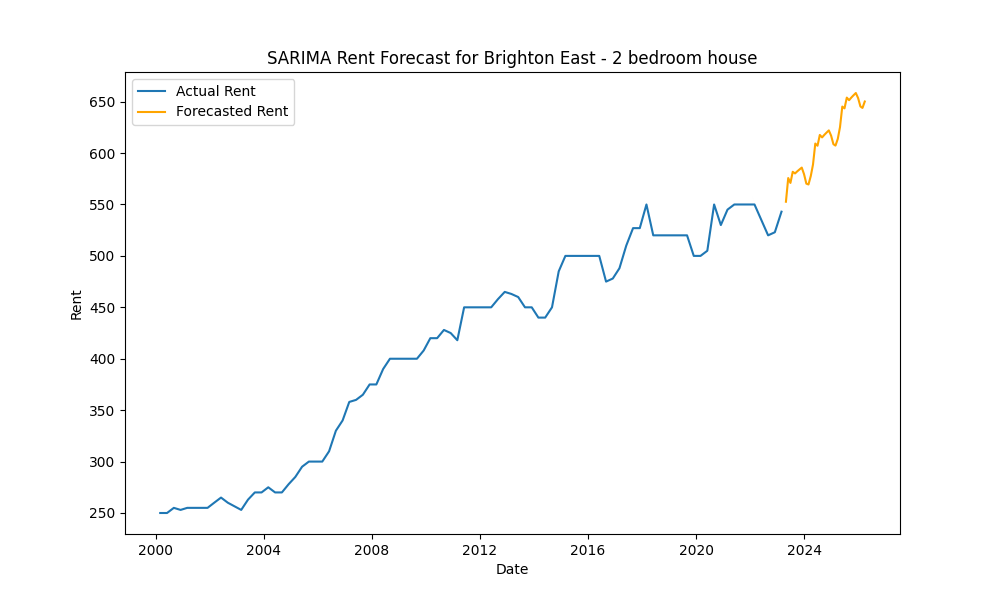 SARIMA Rent Forecast for Brighton East - 2 bedroom house
Actual Rent
Forecasted Rent
650
600
550
500
450
400
350
300
250
Rent
2000 2004 2008 2012 2016 2020 2024
Date